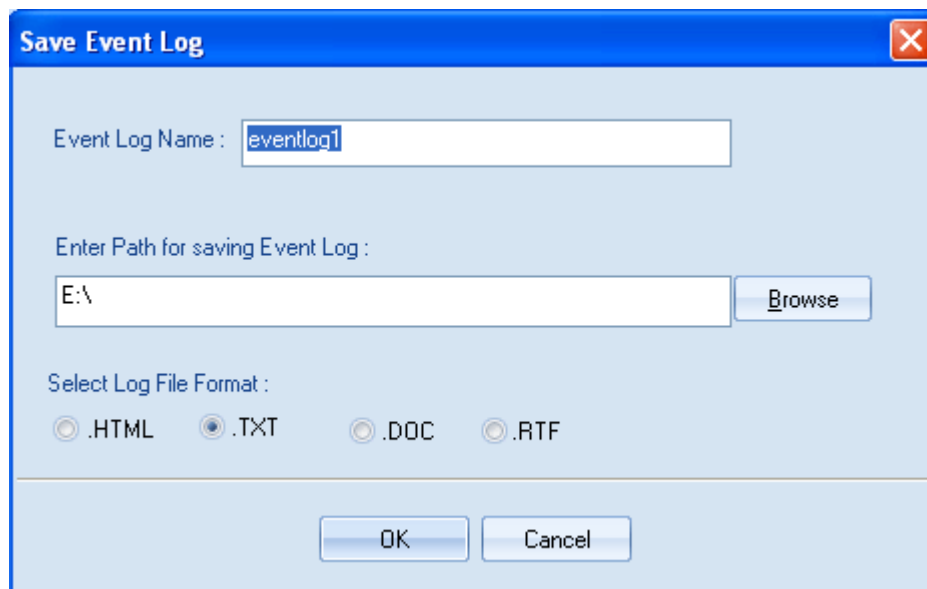 Save Event Log
Event Log Name : eventlog1
Enter Path for saving Event Log :
E:\
Browse
Select Log File Format :
.HTML .TXT .DOC .RTF
OK Cancel